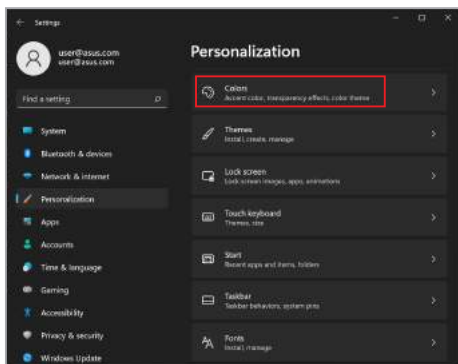 Settings
user@asus.com
user@asus.com
Find a setting
System
Bluetooth & devices
Network & internet
Personalization
Apps
Accounts
Time & language
Gaming
Accessibility
Privacy & security
Windows Update
Personalization
Colors
Accent color, transparency effects, color theme
Themes
Install, create, manage
Lock screen
Lock screen images, apps, animations
Touch keyboard
Themes, size
Start
Recent apps and items, folders
Taskbar
Taskbar behaviors, system pins
Fonts
Install, manage